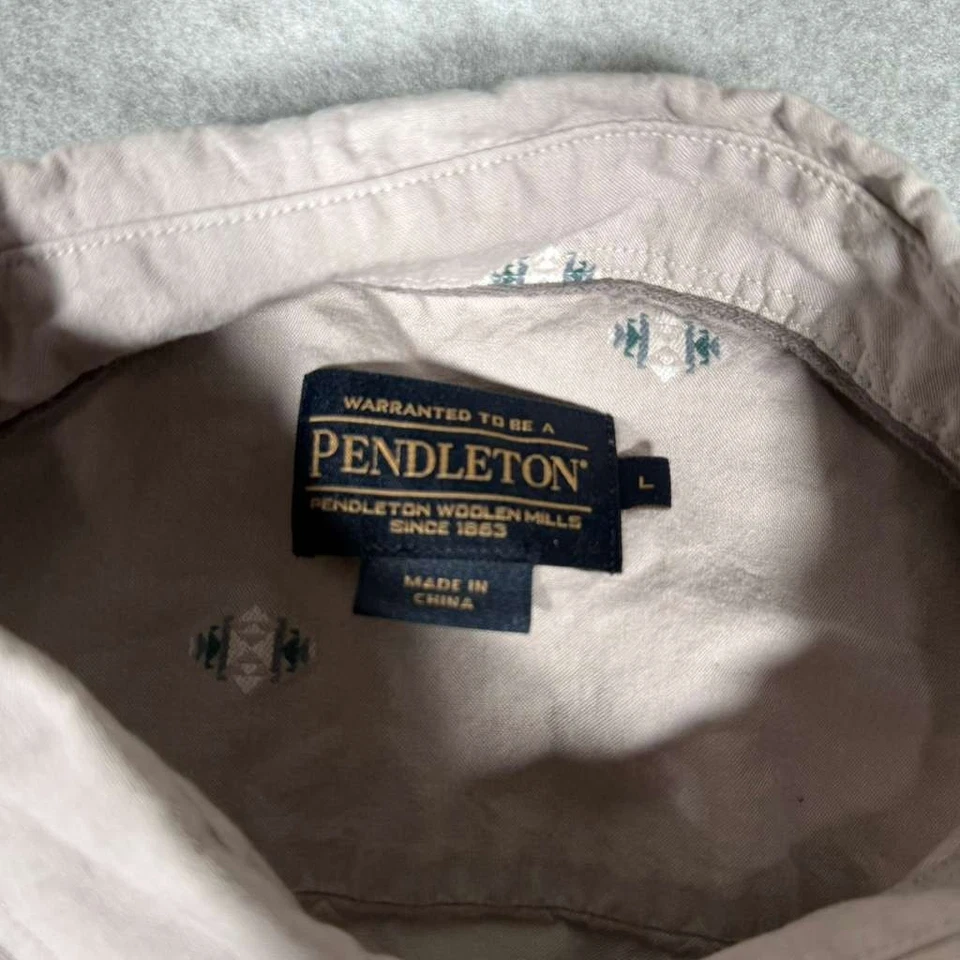 WARRANTED TO BE A
PENDLETON®
PENDLETON WOOLEN MILLS
SINCE 1863
L
MADE IN
CHINA